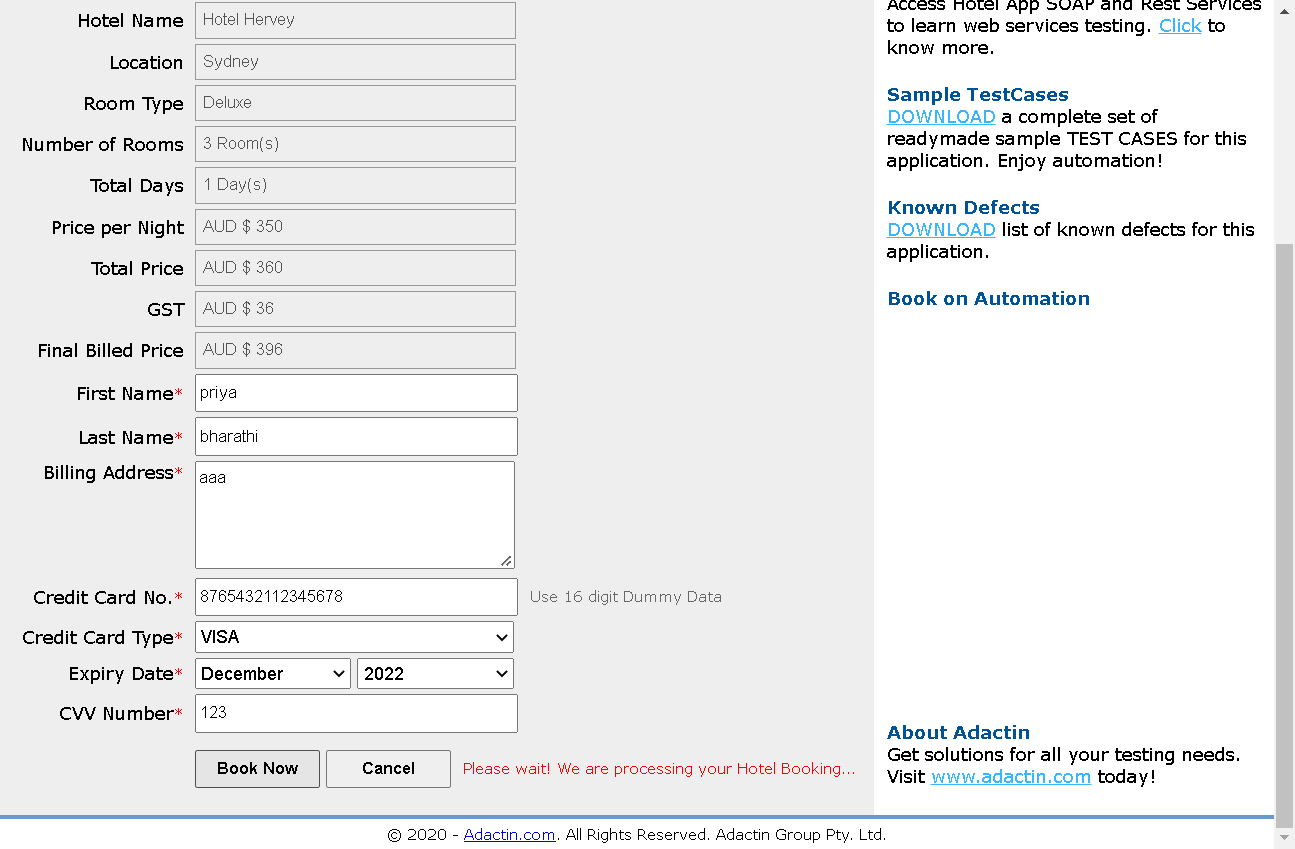 Hotel Name Hotel Hervey
Location Sydney
Room Type Deluxe
Number of Rooms 3 Room(s)
Total Days 1 Day(s)
Price per Night AUD $ 350
Total Price AUD $ 360
GST AUD $ 36
Final Billed Price AUD $ 396
First Name* priya
Last Name* bharathi
Billing Address* aaa
Credit Card No.* 8765432112345678 Use 16 digit Dummy Data
Credit Card Type* VISA
Expiry Date* December 2022
CVV Number* 123
Book Now Cancel Please wait! We are processing your Hotel Booking...
Access Hotel App SOAP and Rest Services
to learn web services testing. Click to
know more.
Sample TestCases
DOWNLOAD a complete set of
readymade sample TEST CASES for this
application. Enjoy automation!
Known Defects
DOWNLOAD list of known defects for this
application.
Book on Automation
About Adactin
Get solutions for all your testing needs.
Visit www.adactin.com today!
© 2020 - Adactin.com. All Rights Reserved. Adactin Group Pty. Ltd.